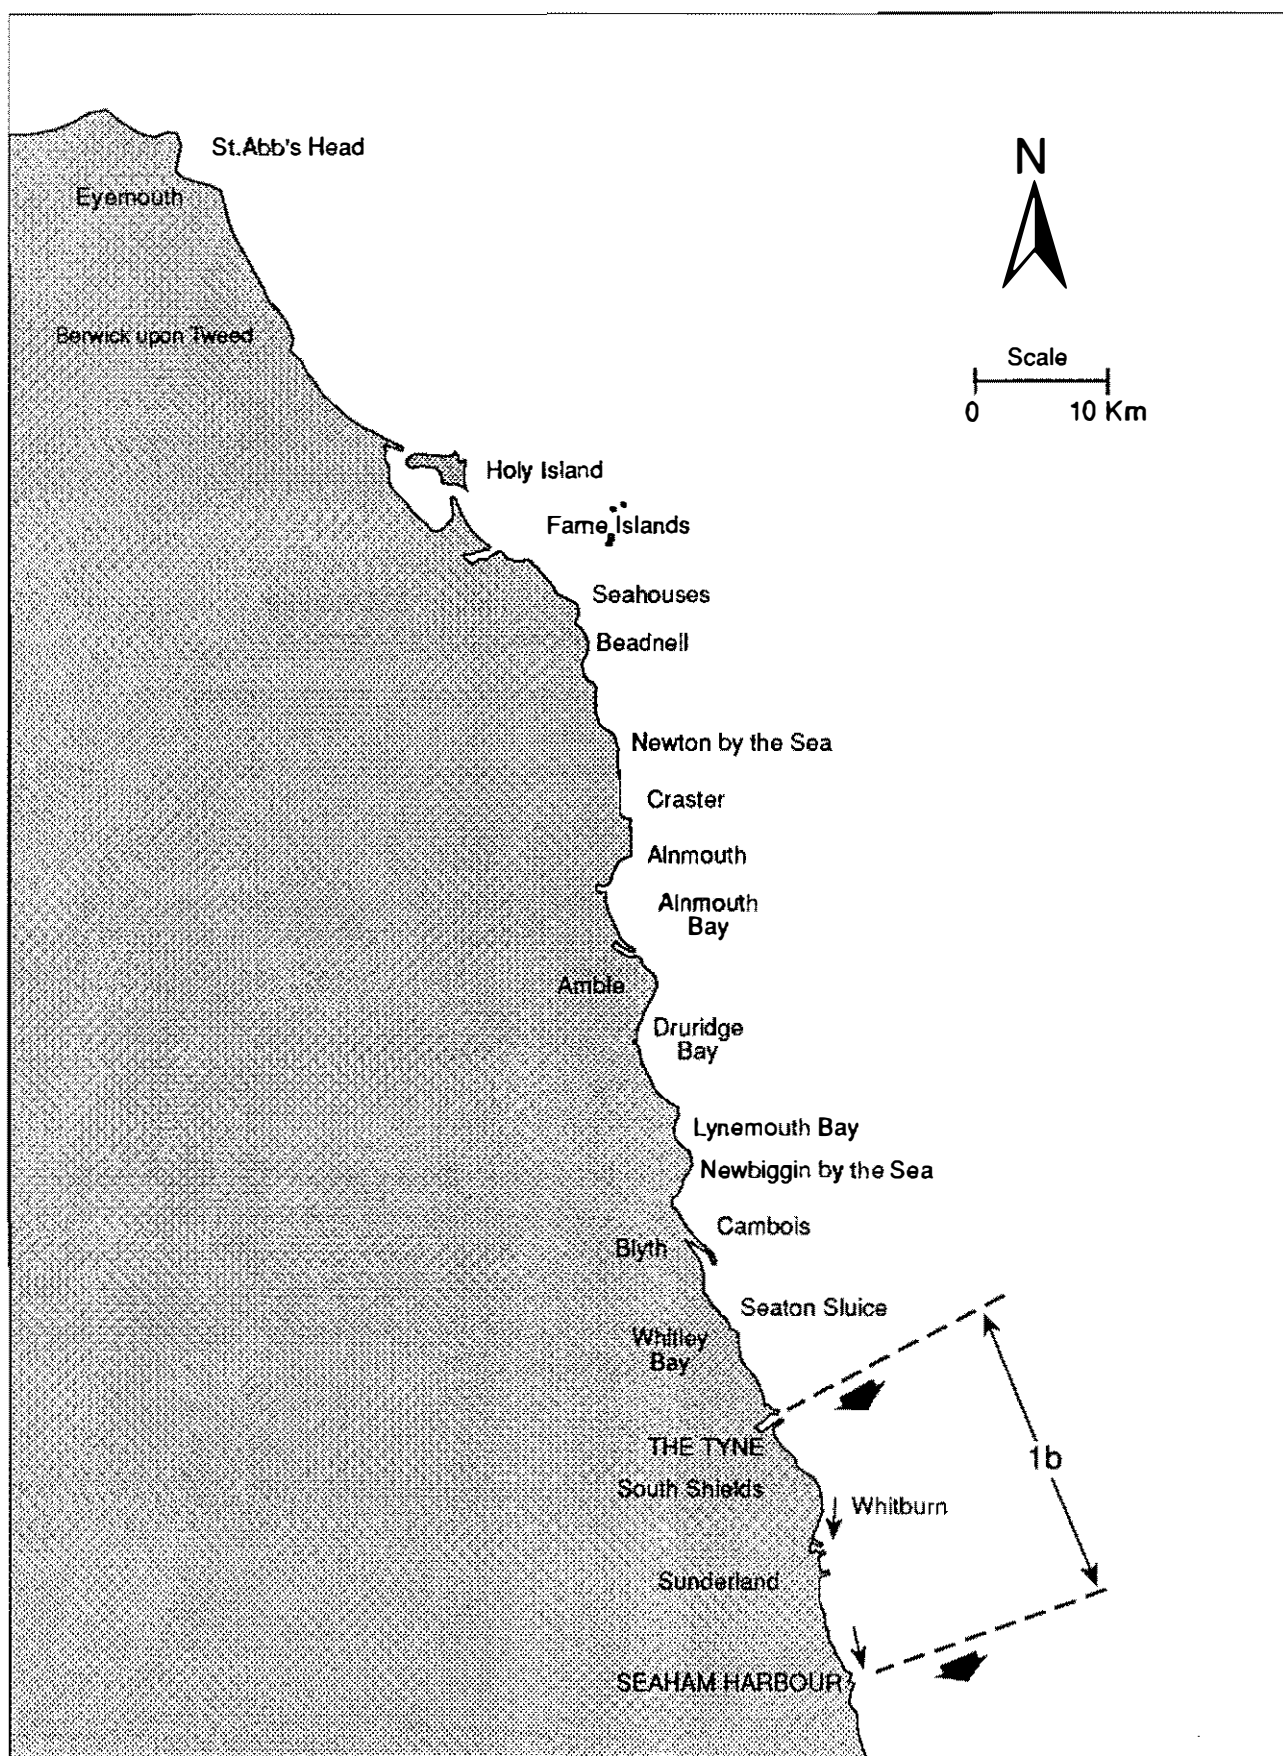 St.Abb's Head
N
Eyemouth
Berwick upon Tweed
Scale
0 10 Km
Holy Island
Farne Islands
Seahouses
Beadnell
Newton by the Sea
Craster
Alnmouth
Alnmouth
Bay
Amble
Druridge
Bay
Lynemouth Bay
Newbiggin by the Sea
Cambois
Blyth
Seaton Sluice
Whitley
Bay
THE TYNE
1b
South Shields
Whitburn
Sunderland
SEAHAM HARBOUR